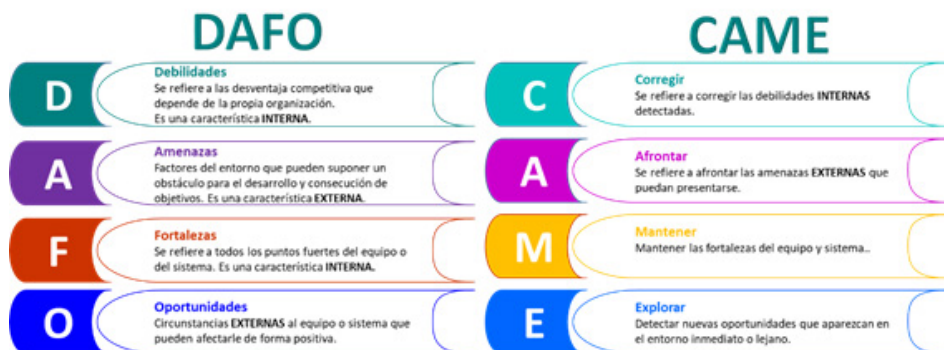 DAFO
D
Debilidades
Se refiere a las desventaja competitiva que
depende de la propia organización.
Es una característica INTERNA.
A
Amenazas
Factores del entorno que pueden suponer un
obstáculo para el desarrollo y consecución de
objetivos. Es una característica EXTERNA.
F
Fortalezas
Se refiere a todos los puntos fuertes del equipo o
del sistema. Es una característica INTERNA.
O
Oportunidades
Circunstancias EXTERNAS al equipo o sistema que
pueden afectarle de forma positiva.
CAME
C
Corregir
Se refiere a corregir las debilidades INTERNAS
detectadas.
A
Afrontar
Se refiere a afrontar las amenazas EXTERNAS que
puedan presentarse.
M
Mantener
Mantener las fortalezas del equipo y sistema…
E
Explorar
Detectar nuevas oportunidades que aparezcan en
el entorno inmediato o lejano.